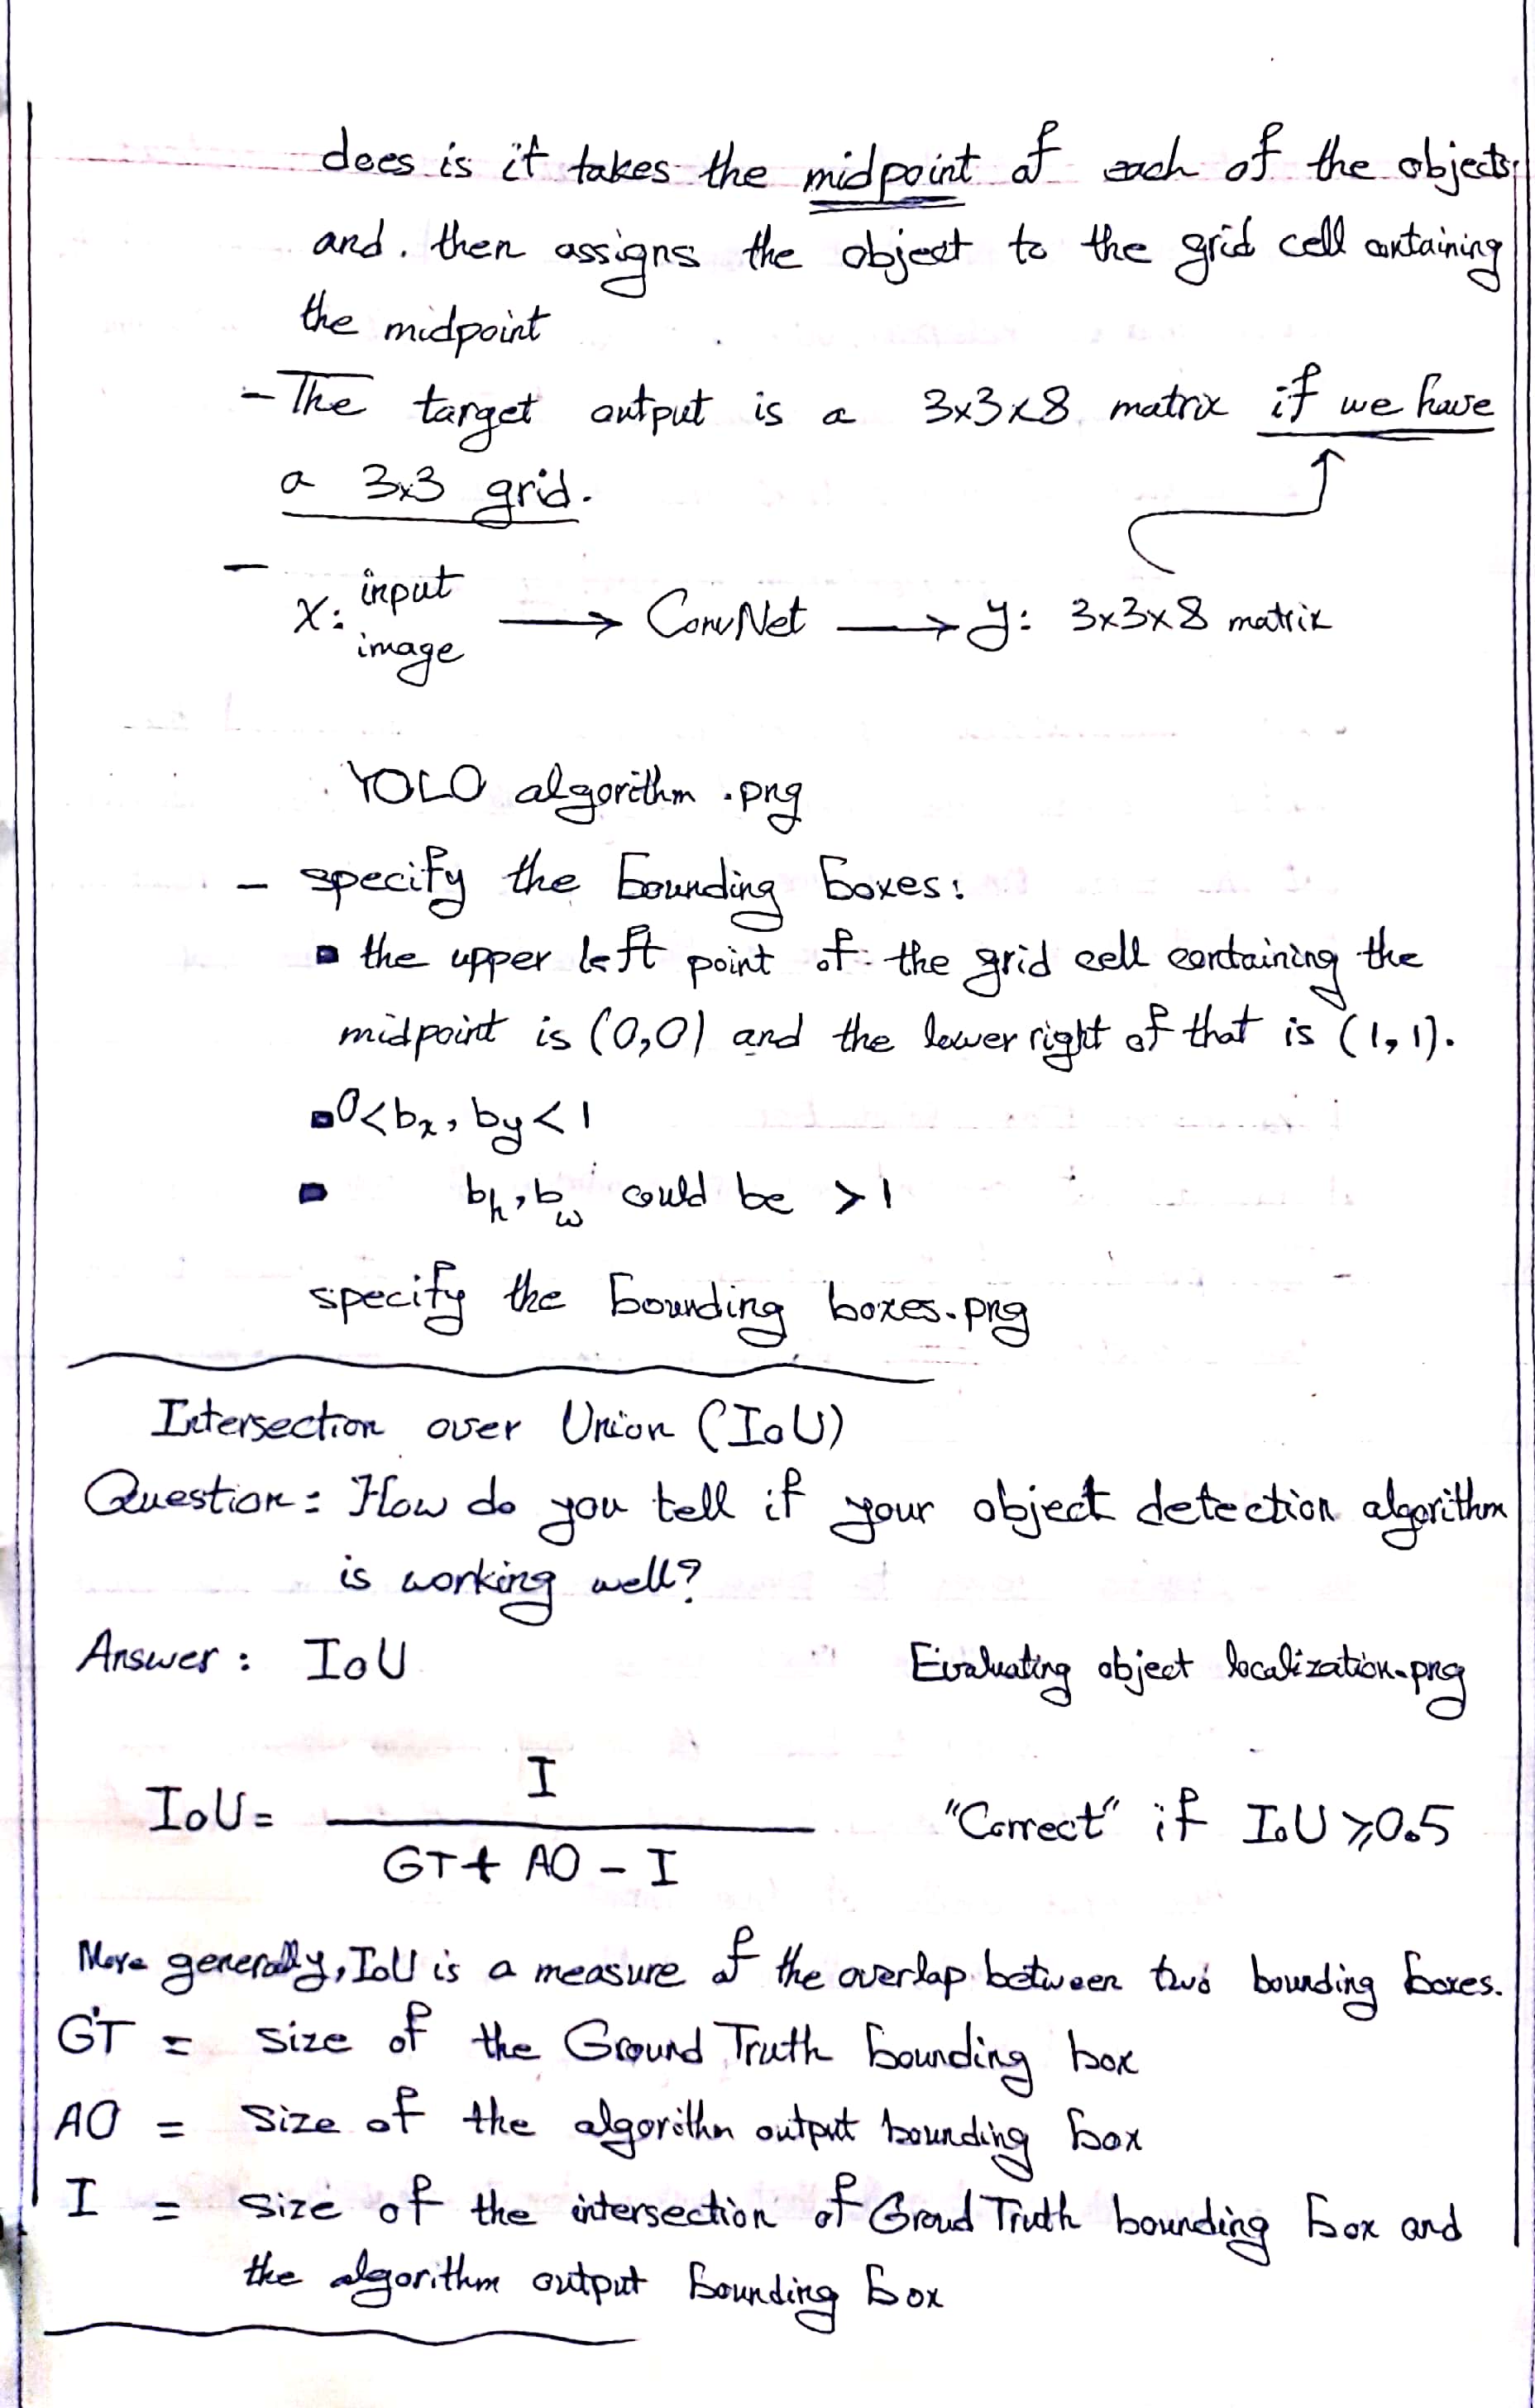 does is it takes the midpoint of each of the objects
and then assigns the object to the grid cell containing
the midpoint
- The target output is a 3x3x8 matrix if we have
a 3x3 grid.
- X: input image → ConvNet → y: 3x3x8 matrix
YOLO algorithm.png
- specify the bounding boxes:
▪ the upper left point of the grid cell containing the
midpoint is (0,0) and the lower right of that is (1,1).
▪ 0<bx, by<1
▪ bh, bw could be >1
specify the bounding boxes.png
Intersection over Union (IoU)
Question: How do you tell if your object detection algorithm
is working well?
Answer: IoU Evaluating object localization.png
IoU = I / (GT + AO - I) "Correct" if IoU ⩾ 0.5
More generally, IoU is a measure of the overlap between two bounding boxes.
GT = size of the Ground Truth bounding box
AO = size of the algorithm output bounding box
I = size of the intersection of Groud Truth bounding box and
the algorithm output bounding box